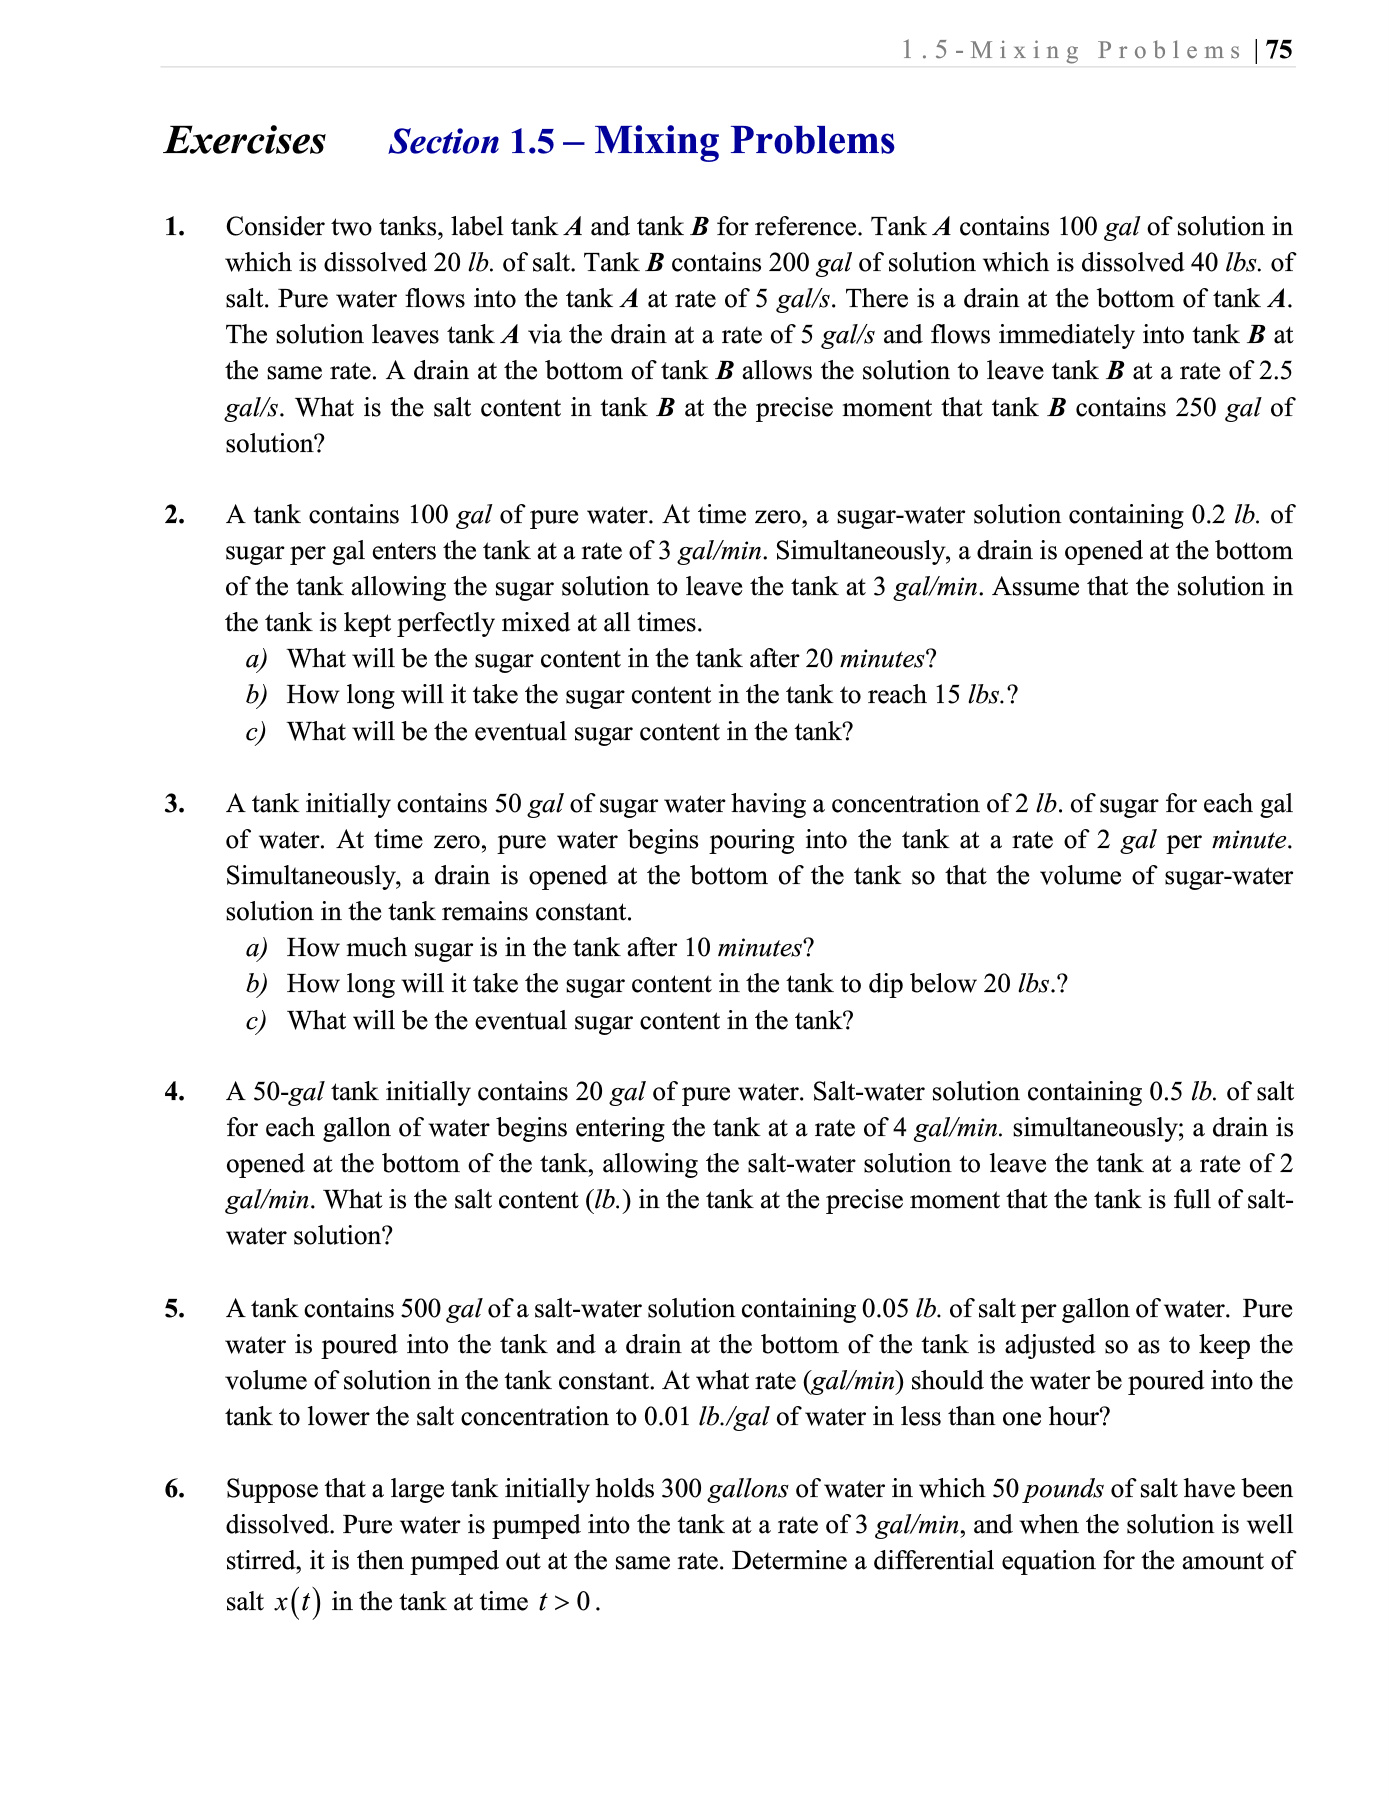 1.5-Mixing Problems |75
Exercises Section 1.5 – Mixing Problems
1. Consider two tanks, label tank A and tank B for reference. Tank A contains 100 gal of solution in
which is dissolved 20 lb. of salt. Tank B contains 200 gal of solution which is dissolved 40 lbs. of
salt. Pure water flows into the tank A at rate of 5 gal/s. There is a drain at the bottom of tank A.
The solution leaves tank A via the drain at a rate of 5 gal/s and flows immediately into tank B at
the same rate. A drain at the bottom of tank B allows the solution to leave tank B at a rate of 2.5
gal/s. What is the salt content in tank B at the precise moment that tank B contains 250 gal of
solution?
2. A tank contains 100 gal of pure water. At time zero, a sugar-water solution containing 0.2 lb. of
sugar per gal enters the tank at a rate of 3 gal/min. Simultaneously, a drain is opened at the bottom
of the tank allowing the sugar solution to leave the tank at 3 gal/min. Assume that the solution in
the tank is kept perfectly mixed at all times.
a) What will be the sugar content in the tank after 20 minutes?
b) How long will it take the sugar content in the tank to reach 15 lbs.?
c) What will be the eventual sugar content in the tank?
3. A tank initially contains 50 gal of sugar water having a concentration of 2 lb. of sugar for each gal
of water. At time zero, pure water begins pouring into the tank at a rate of 2 gal per minute.
Simultaneously, a drain is opened at the bottom of the tank so that the volume of sugar-water
solution in the tank remains constant.
a) How much sugar is in the tank after 10 minutes?
b) How long will it take the sugar content in the tank to dip below 20 lbs.?
c) What will be the eventual sugar content in the tank?
4. A 50-gal tank initially contains 20 gal of pure water. Salt-water solution containing 0.5 lb. of salt
for each gallon of water begins entering the tank at a rate of 4 gal/min. simultaneously; a drain is
opened at the bottom of the tank, allowing the salt-water solution to leave the tank at a rate of 2
gal/min. What is the salt content (lb.) in the tank at the precise moment that the tank is full of salt-
water solution?
5. A tank contains 500 gal of a salt-water solution containing 0.05 lb. of salt per gallon of water. Pure
water is poured into the tank and a drain at the bottom of the tank is adjusted so as to keep the
volume of solution in the tank constant. At what rate (gal/min) should the water be poured into the
tank to lower the salt concentration to 0.01 lb./gal of water in less than one hour?
6. Suppose that a large tank initially holds 300 gallons of water in which 50 pounds of salt have been
dissolved. Pure water is pumped into the tank at a rate of 3 gal/min, and when the solution is well
stirred, it is then pumped out at the same rate. Determine a differential equation for the amount of
salt x(t) in the tank at time t > 0.